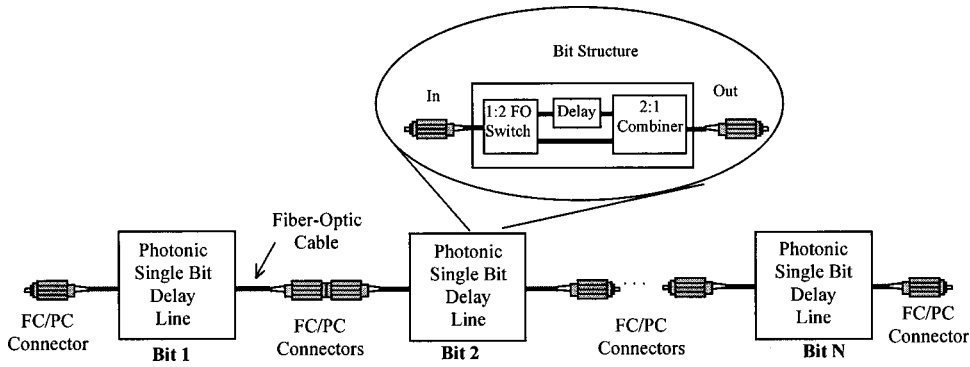 Bit Structure
In
Out
1:2 FO
Switch
Delay
2:1
Combiner
Fiber-Optic
Cable
Photonic
Single Bit
Delay
Line
Photonic
Single Bit
Delay
Line
Photonic
Single Bit
Delay
Line
FC/PC
Connector
Bit 1
FC/PC
Connectors
Bit 2
FC/PC
Connectors
Bit N
FC/PC
Connector